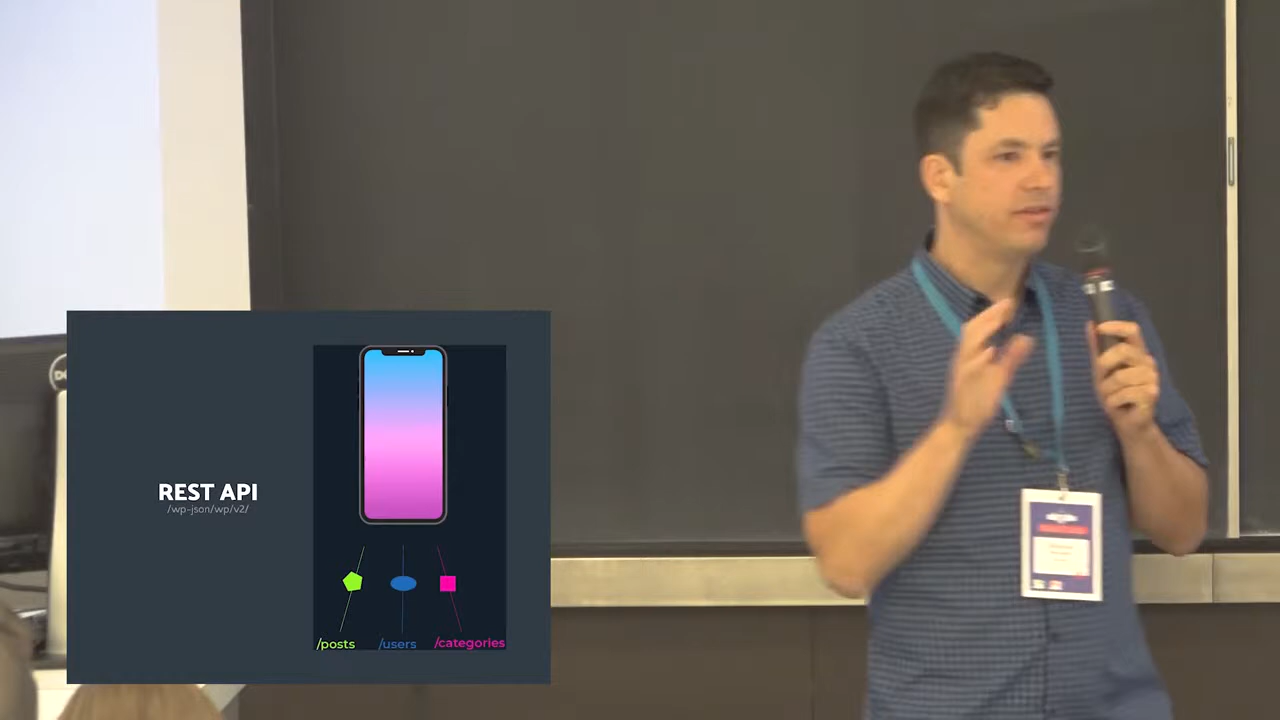 REST API
/wp-json/wp/v2/
/posts
/users
/categories